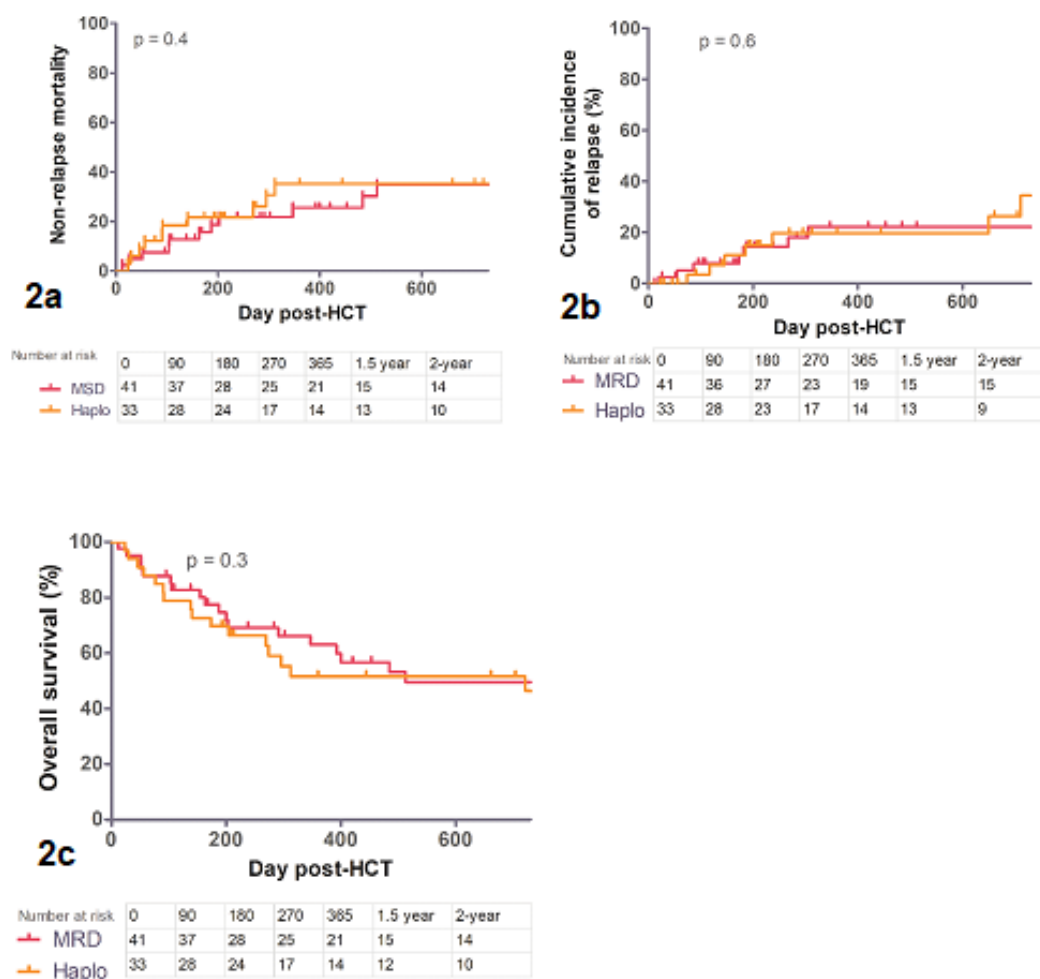 100
80
60
40
20
0
Non-relapse mortality
p = 0.4
0 200 400 600
Day post-HCT
2a
Number at risk 0 90 180 270 365 1.5 year 2-year
MSD 41 37 28 25 21 15 14
Haplo 33 28 24 17 14 13 10
100
80
60
40
20
0
Cumulative incidence
of relapse (%)
p = 0.6
0 200 400 600
Day post-HCT
2b
Number at risk 0 90 180 270 365 1.5 year 2-year
MRD 41 36 27 23 19 15 15
Haplo 33 28 23 17 14 13 9
100
80
60
40
20
0
Overall survival (%)
p = 0.3
0 200 400 600
Day post-HCT
2c
Number at risk 0 90 180 270 365 1.5 year 2-year
MRD 41 37 28 25 21 15 14
Haplo 33 28 24 17 14 12 10